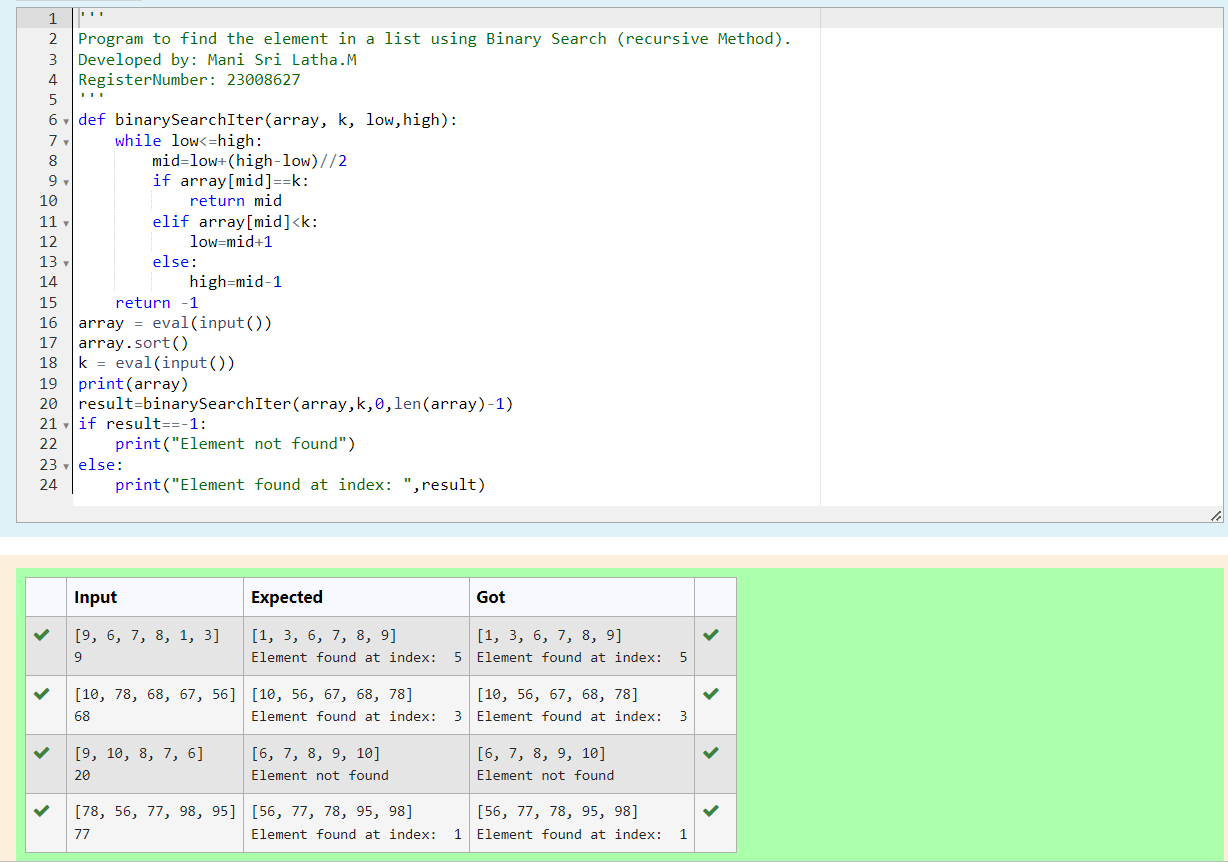 1 '''
2 Program to find the element in a list using Binary Search (recursive Method).
3 Developed by: Mani Sri Latha.M
4 RegisterNumber: 23008627
5 '''
6 def binarySearchIter(array, k, low,high):
7     while low<=high:
8         mid=low+(high-low)//2
9         if array[mid]==k:
10             return mid
11         elif array[mid]<k:
12             low=mid+1
13         else:
14             high=mid-1
15     return -1
16 array = eval(input())
17 array.sort()
18 k = eval(input())
19 print(array)
20 result=binarySearchIter(array,k,0,len(array)-1)
21 if result==-1:
22     print("Element not found")
23 else:
24     print("Element found at index: ",result)
Input Expected Got
[9, 6, 7, 8, 1, 3] [1, 3, 6, 7, 8, 9] [1, 3, 6, 7, 8, 9]
9 Element found at index:  5 Element found at index:  5
[10, 78, 68, 67, 56] [10, 56, 67, 68, 78] [10, 56, 67, 68, 78]
68 Element found at index:  3 Element found at index:  3
[9, 10, 8, 7, 6] [6, 7, 8, 9, 10] [6, 7, 8, 9, 10]
20 Element not found Element not found
[78, 56, 77, 98, 95] [56, 77, 78, 95, 98] [56, 77, 78, 95, 98]
77 Element found at index:  1 Element found at index:  1